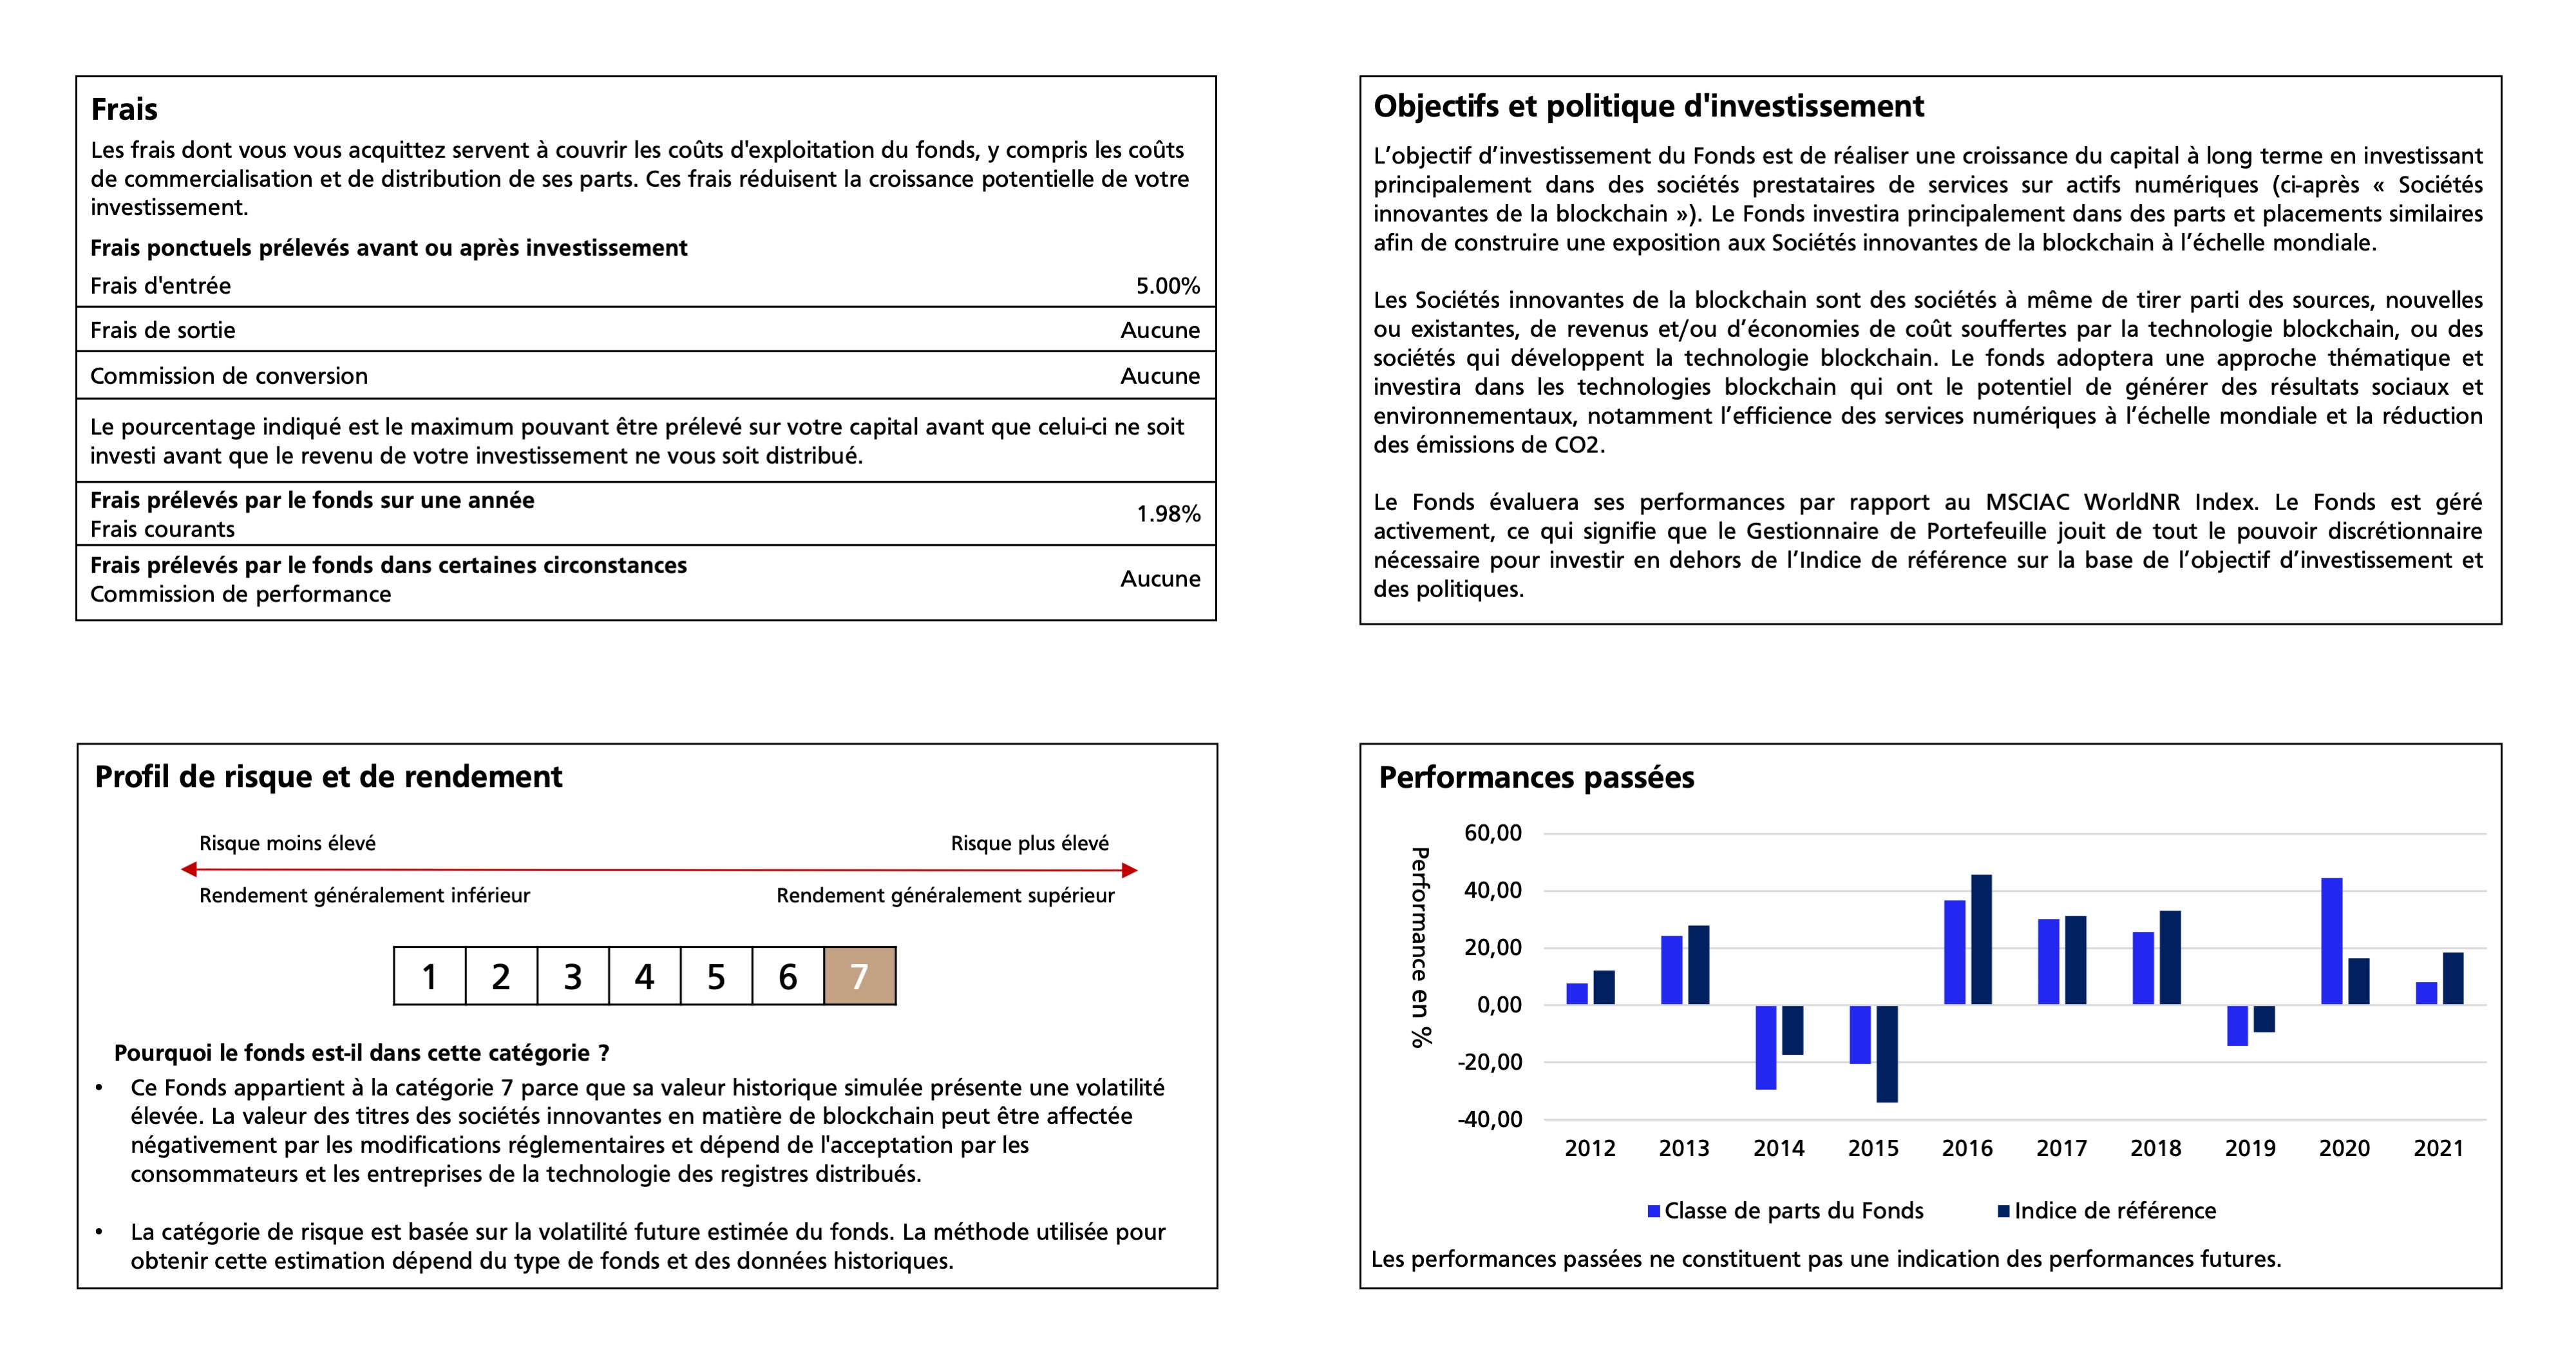 Frais
Les frais dont vous vous acquittez servent à couvrir les coûts d'exploitation du fonds, y compris les coûts
de commercialisation et de distribution de ses parts. Ces frais réduisent la croissance potentielle de votre
investissement.
Frais ponctuels prélevés avant ou après investissement
Frais d'entrée 5.00%
Frais de sortie Aucune
Commission de conversion Aucune
Le pourcentage indiqué est le maximum pouvant être prélevé sur votre capital avant que celui-ci ne soit
investi avant que le revenu de votre investissement ne vous soit distribué.
Frais prélevés par le fonds sur une année
Frais courants 1.98%
Frais prélevés par le fonds dans certaines circonstances
Commission de performance Aucune
Objectifs et politique d'investissement
L’objectif d’investissement du Fonds est de réaliser une croissance du capital à long terme en investissant
principalement dans des sociétés prestataires de services sur actifs numériques (ci-après « Sociétés
innovantes de la blockchain »). Le Fonds investira principalement dans des parts et placements similaires
afin de construire une exposition aux Sociétés innovantes de la blockchain à l’échelle mondiale.
Les Sociétés innovantes de la blockchain sont des sociétés à même de tirer parti des sources, nouvelles
ou existantes, de revenus et/ou d’économies de coût souffertes par la technologie blockchain, ou des
sociétés qui développent la technologie blockchain. Le fonds adoptera une approche thématique et
investira dans les technologies blockchain qui ont le potentiel de générer des résultats sociaux et
environnementaux, notamment l’efficience des services numériques à l’échelle mondiale et la réduction
des émissions de CO2.
Le Fonds évaluera ses performances par rapport au MSCIAC WorldNR Index. Le Fonds est géré
activement, ce qui signifie que le Gestionnaire de Portefeuille jouit de tout le pouvoir discrétionnaire
nécessaire pour investir en dehors de l’Indice de référence sur la base de l’objectif d’investissement et
des politiques.
Profil de risque et de rendement
Risque moins élevé Risque plus élevé
Rendement généralement inférieur Rendement généralement supérieur
1 2 3 4 5 6 7
Pourquoi le fonds est-il dans cette catégorie ?
• Ce Fonds appartient à la catégorie 7 parce que sa valeur historique simulée présente une volatilité
élevée. La valeur des titres des sociétés innovantes en matière de blockchain peut être affectée
négativement par les modifications réglementaires et dépend de l'acceptation par les
consommateurs et les entreprises de la technologie des registres distribués.
• La catégorie de risque est basée sur la volatilité future estimée du fonds. La méthode utilisée pour
obtenir cette estimation dépend du type de fonds et des données historiques.
Performances passées
Performance en %
60,00
40,00
20,00
0,00
-20,00
-40,00
2012 2013 2014 2015 2016 2017 2018 2019 2020 2021
Classe de parts du Fonds Indice de référence
Les performances passées ne constituent pas une indication des performances futures.